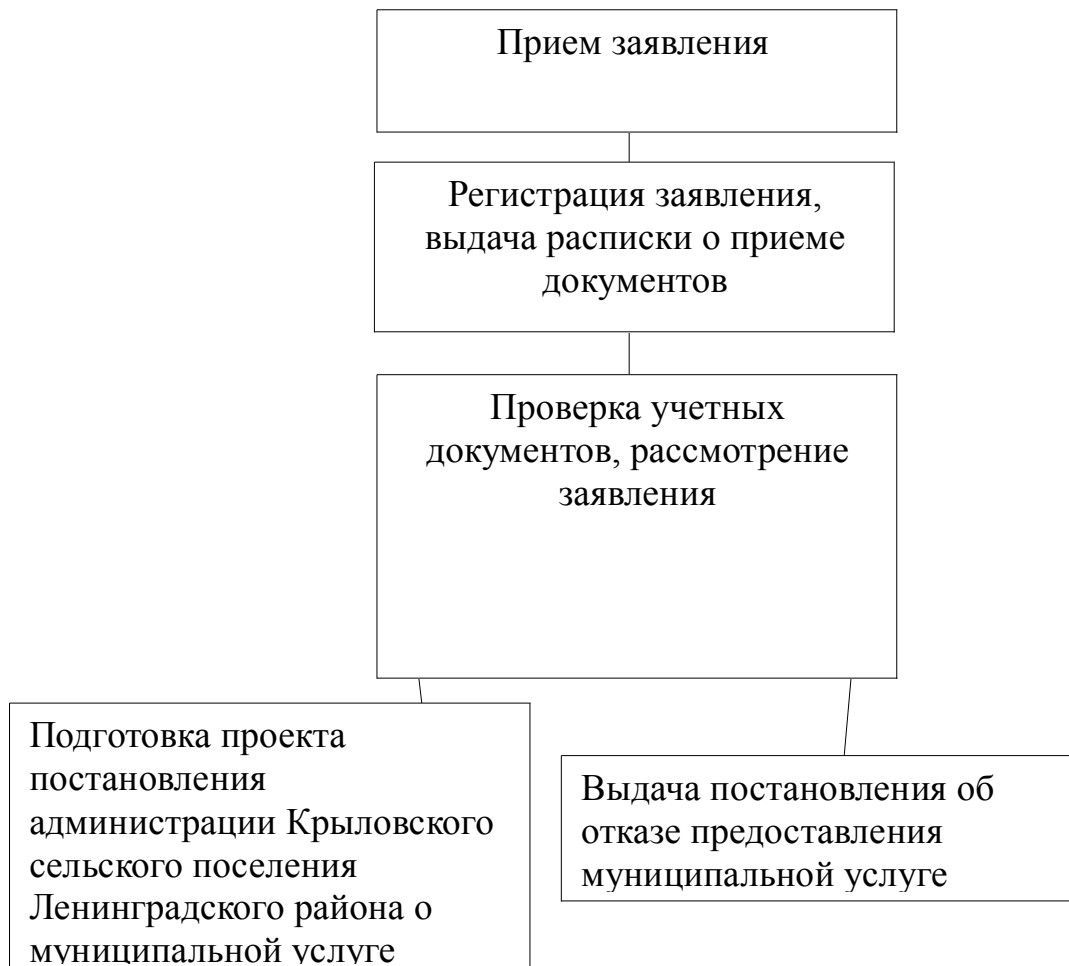 Прием заявления
Регистрация заявления,
выдача расписки о приеме
документов
Проверка учетных
документов, рассмотрение
заявления
Подготовка проекта
постановления
администрации Крыловского
сельского поселения
Ленинградского района о
муниципальной услуге
Выдача постановления об
отказе предоставления
муниципальной услуге